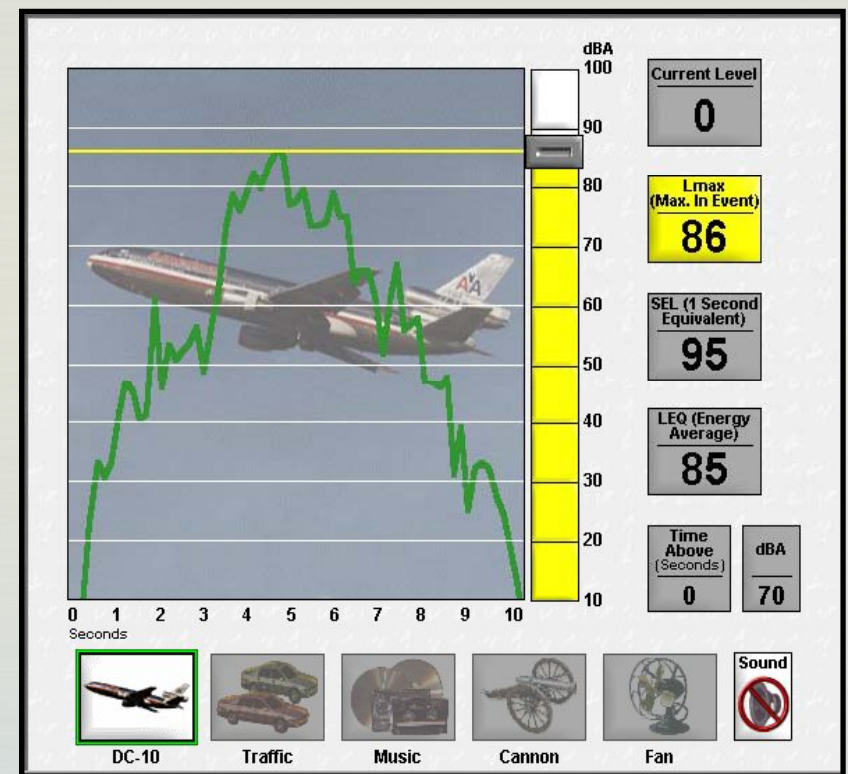 dBA
100
90
80
70
60
50
40
30
20
10
0 1 2 3 4 5 6 7 8 9 10
Seconds
Current Level
0
Lmax
(Max. In Event)
86
SEL (1 Second
Equivalent)
95
LEQ (Energy
Average)
85
Time
Above
(Seconds)
0
dBA
70
DC-10
Traffic
Music
Cannon
Fan
Sound